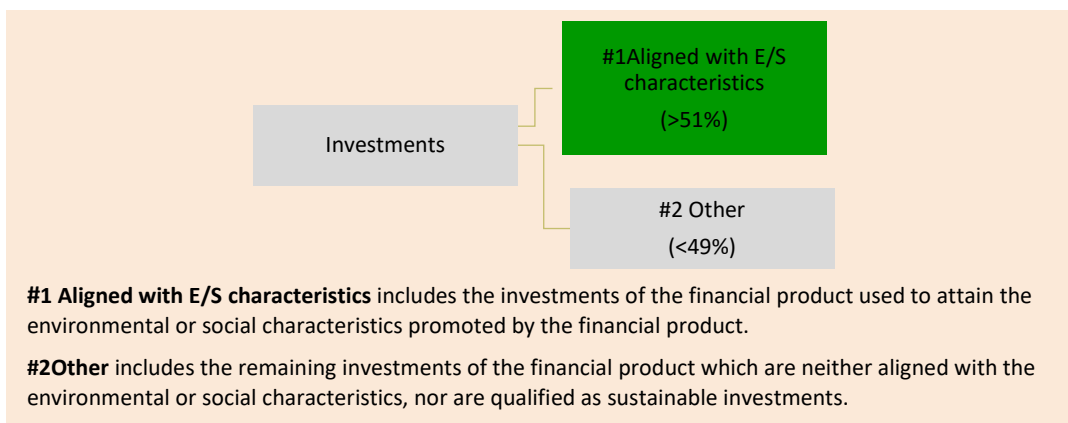 #1Aligned with E/S
characteristics
(>51%)
Investments
#2 Other
(<49%)
#1 Aligned with E/S characteristics includes the investments of the financial product used to attain the
environmental or social characteristics promoted by the financial product.
#2Other includes the remaining investments of the financial product which are neither aligned with the
environmental or social characteristics, nor are qualified as sustainable investments.